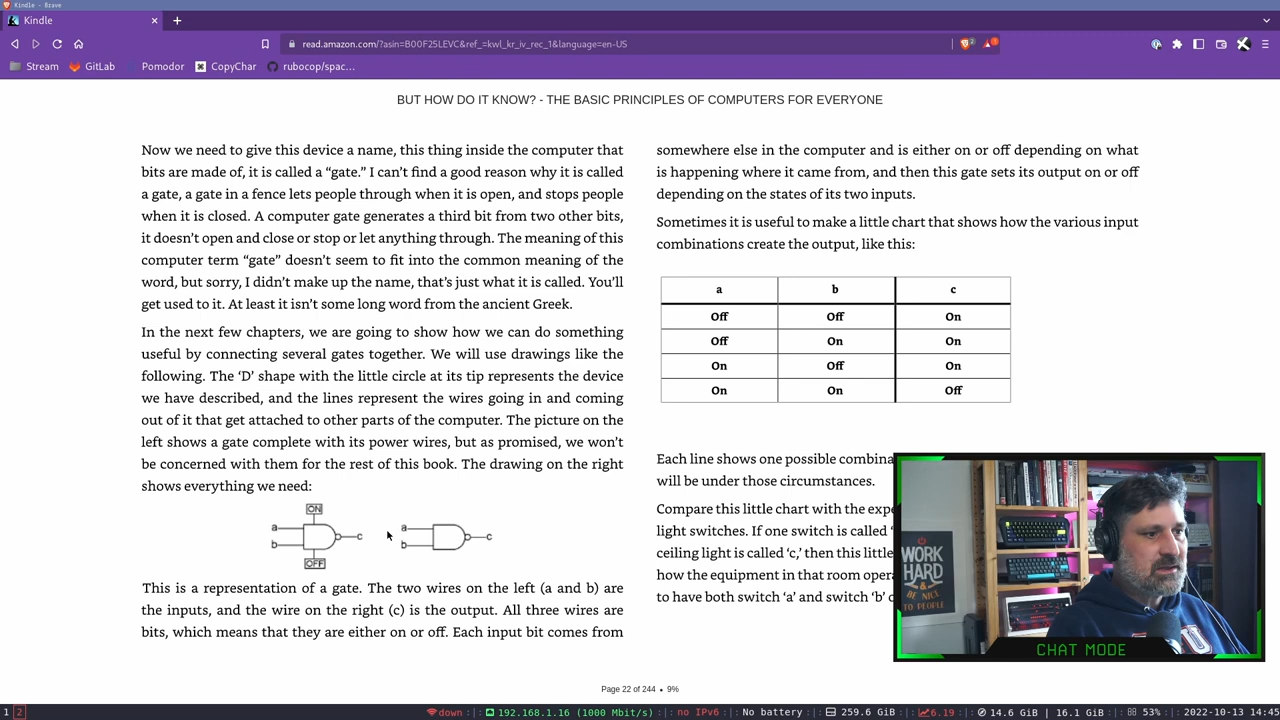 Kindle - Brave
Kindle
read.amazon.com/?asin=B00F25LEVC&ref_=kwl_kr_iv_rec_1&language=en-US
Stream GitLab Pomodor CopyChar rubocop/spac…
BUT HOW DO IT KNOW? - THE BASIC PRINCIPLES OF COMPUTERS FOR EVERYONE
Now we need to give this device a name, this thing inside the computer that
bits are made of, it is called a “gate.” I can’t find a good reason why it is called
a gate, a gate in a fence lets people through when it is open, and stops people
when it is closed. A computer gate generates a third bit from two other bits,
it doesn’t open and close or stop or let anything through. The meaning of this
computer term “gate” doesn’t seem to fit into the common meaning of the
word, but sorry, I didn’t make up the name, that’s just what it is called. You’ll
get used to it. At least it isn’t some long word from the ancient Greek.
In the next few chapters, we are going to show how we can do something
useful by connecting several gates together. We will use drawings like the
following. The ‘D’ shape with the little circle at its tip represents the device
we have described, and the lines represent the wires going in and coming
out of it that get attached to other parts of the computer. The picture on the
left shows a gate complete with its power wires, but as promised, we won’t
be concerned with them for the rest of this book. The drawing on the right
shows everything we need:
ON
a a
c c
b b
OFF
This is a representation of a gate. The two wires on the left (a and b) are
the inputs, and the wire on the right (c) is the output. All three wires are
bits, which means that they are either on or off. Each input bit comes from
somewhere else in the computer and is either on or off depending on what
is happening where it came from, and then this gate sets its output on or off
depending on the states of its two inputs.
Sometimes it is useful to make a little chart that shows how the various input
combinations create the output, like this:
a b c
Off Off On
Off On On
On Off On
On On Off
Each line shows one possible combina
will be under those circumstances.
Compare this little chart with the expe
light switches. If one switch is called ‘
ceiling light is called ‘c,’ then this little
how the equipment in that room opera
to have both switch ‘a’ and switch ‘b’
WORK
HARD
& BE NICE
TO PEOPLE
CHAT MODE
Page 22 of 244 • 9%
1 2 down 192.168.1.16 (1000 Mbit/s) no IPv6 No battery 259.6 GiB 6.19 14.6 GiB | 16.1 GiB 53% 2022-10-13 14:45